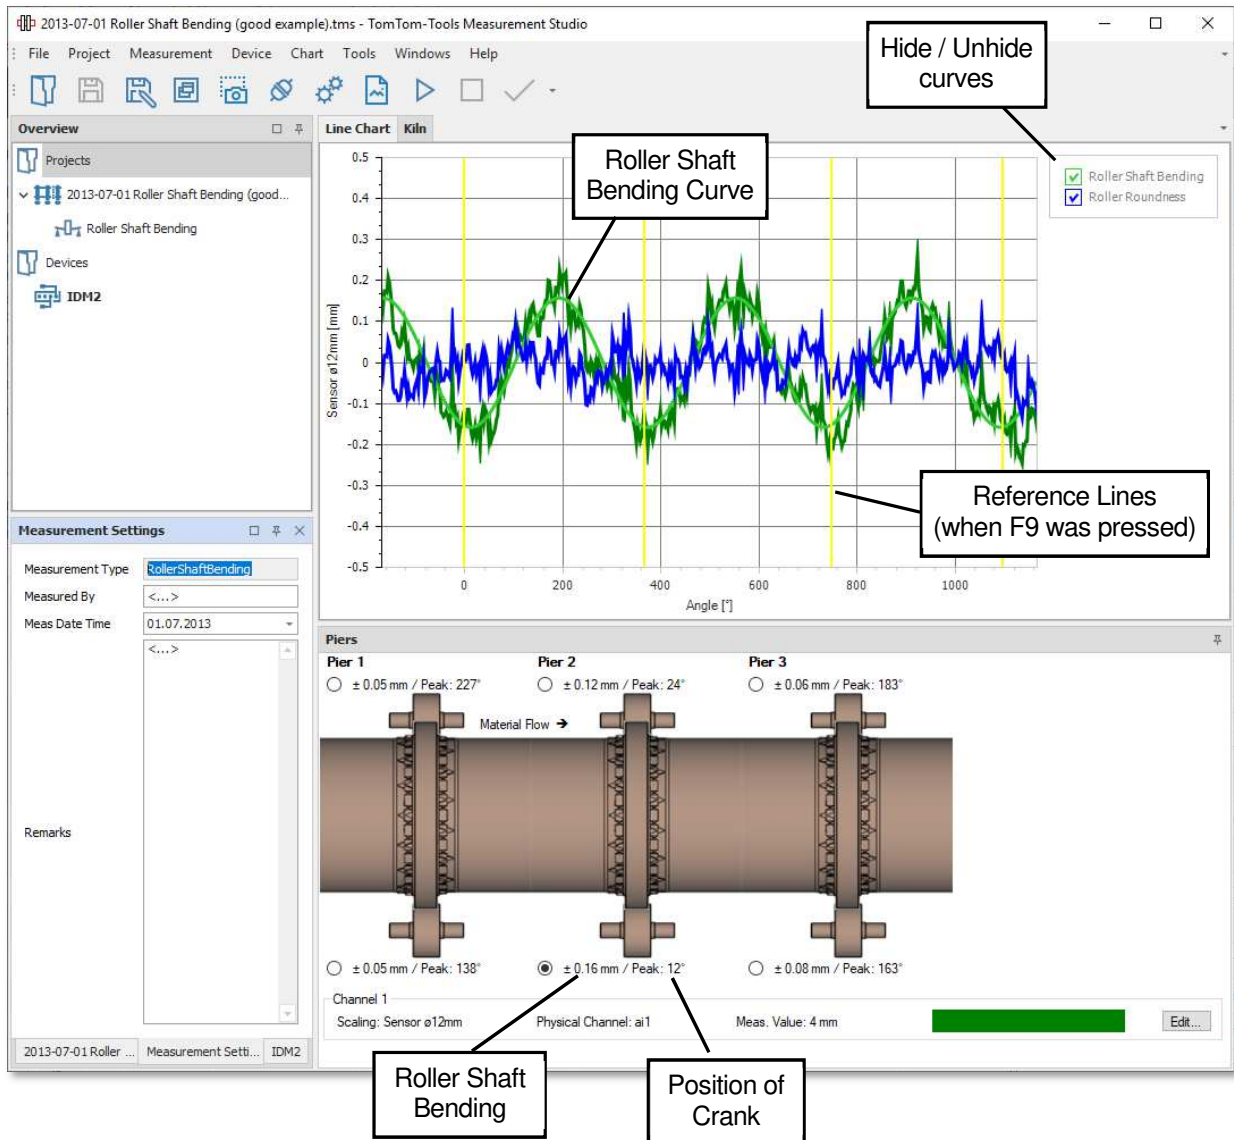 2013-07-01 Roller Shaft Bending (good example).tms - TomTom-Tools Measurement Studio
File Project Measurement Device Chart Tools Windows Help
Hide / Unhide
curves
Overview
Projects
2013-07-01 Roller Shaft Bending (good...
Roller Shaft Bending
Devices
IDM2
Line Chart Kiln
Roller Shaft
Bending Curve
Roller Shaft Bending
Roller Roundness
0.5
0.4
0.3
0.2
0.1
0
-0.1
-0.2
-0.3
-0.4
-0.5
Sensor ø12mm [mm]
0 200 400 600 800 1000
Angle [°]
Reference Lines
(when F9 was pressed)
Measurement Settings
Measurement Type RollerShaftBending
Measured By <...>
Meas Date Time 01.07.2013
<...>
Remarks
2013-07-01 Roller ... Measurement Setti... IDM2
Piers
Pier 1 Pier 2 Pier 3
± 0.05 mm / Peak: 227° ± 0.12 mm / Peak: 24° ± 0.06 mm / Peak: 183°
Material Flow ➔
± 0.05 mm / Peak: 138° ± 0.16 mm / Peak: 12° ± 0.08 mm / Peak: 163°
Channel 1
Scaling: Sensor ø12mm Physical Channel: ai1 Meas. Value: 4 mm Edit...
Roller Shaft
Bending
Position of
Crank